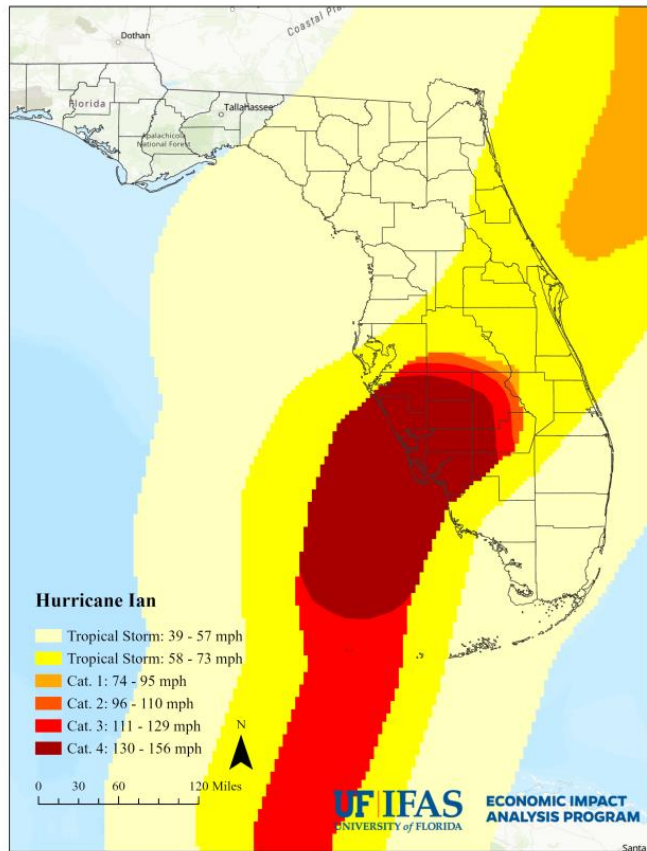 Coastal Pla
Dothan
Florida
Tallahassee
Apalachicola
National Forest
Hurricane Ian
Tropical Storm: 39 - 57 mph
Tropical Storm: 58 - 73 mph
Cat. 1: 74 - 95 mph
Cat. 2: 96 - 110 mph
Cat. 3: 111 - 129 mph
Cat. 4: 130 - 156 mph
N
0 30 60 120 Miles
UF IFAS
UNIVERSITY of FLORIDA
ECONOMIC IMPACT
ANALYSIS PROGRAM
Santa